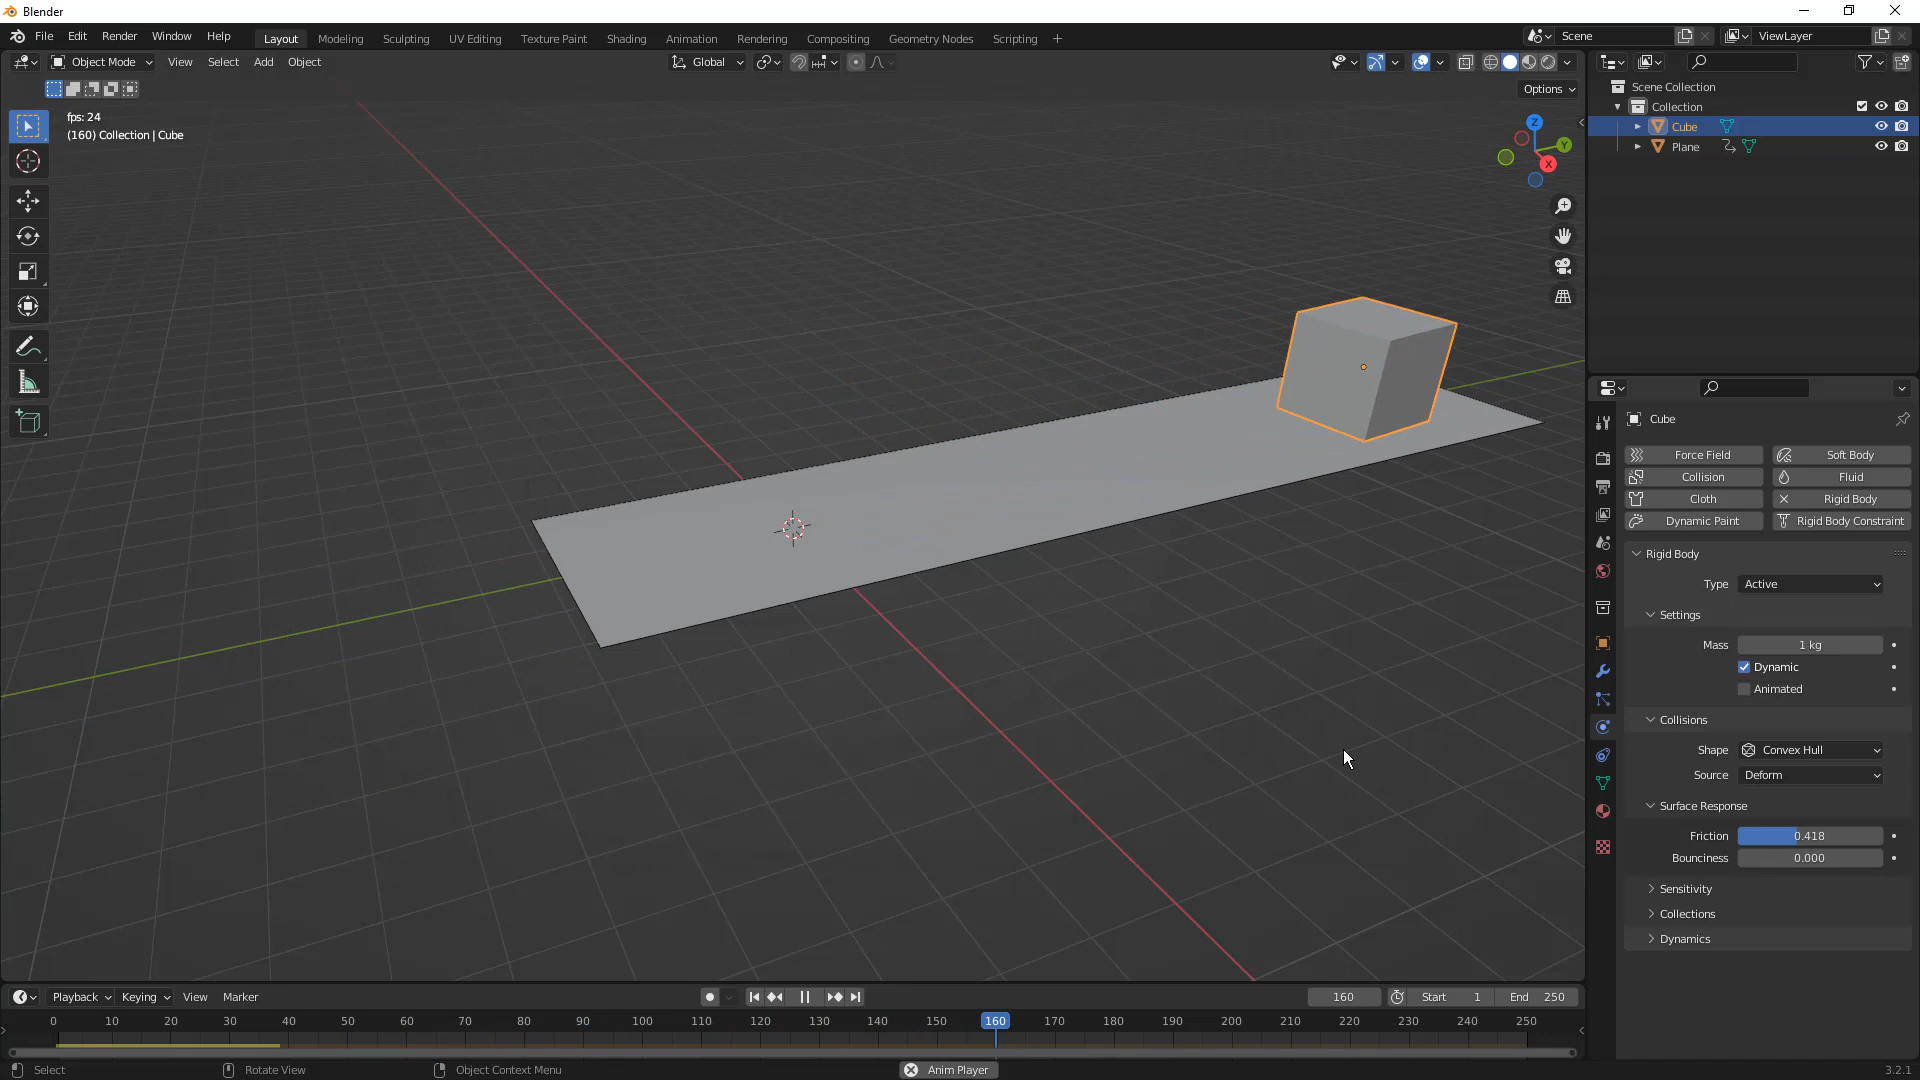 Blender
File Edit Render Window Help Layout Modeling Sculpting UV Editing Texture Paint Shading Animation Rendering Compositing Geometry Nodes Scripting + Scene ViewLayer
Object Mode View Select Add Object Global
Options
fps: 24
(160) Collection | Cube
Z
Y
X
Scene Collection
Collection
Cube
Plane
Cube
Force Field Soft Body
Collision Fluid
Cloth Rigid Body
Dynamic Paint Rigid Body Constraint
Rigid Body
Type Active
Settings
Mass 1 kg
Dynamic
Animated
Collisions
Shape Convex Hull
Source Deform
Surface Response
Friction 0.418
Bounciness 0.000
Sensitivity
Collections
Dynamics
Playback Keying View Marker 160 Start 1 End 250
0 10 20 30 40 50 60 70 80 90 100 110 120 130 140 150 160 170 180 190 200 210 220 230 240 250
Select Rotate View Object Context Menu Anim Player 3.2.1